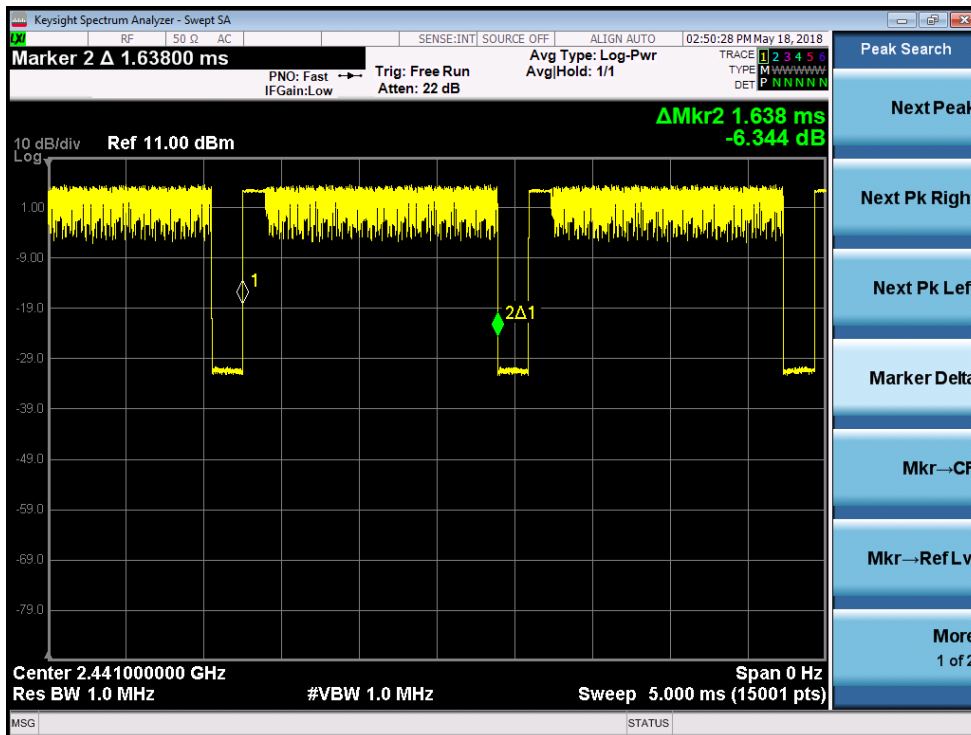 Keysight Spectrum Analyzer - Swept SA
LXI RF 50 Ω AC SENSE:INT SOURCE OFF ALIGN AUTO 02:50:28 PM May 18, 2018
Marker 2 Δ 1.63800 ms
PNO: Fast
IFGain:Low
Trig: Free Run
Atten: 22 dB
Avg Type: Log-Pwr
Avg|Hold: 1/1
TRACE 1 2 3 4 5 6
TYPE M W W W W W
DET P N N N N N
ΔMkr2 1.638 ms
-6.344 dB
10 dB/div Ref 11.00 dBm
Log
1.00
-9.00
-19.0
-29.0
-39.0
-49.0
-59.0
-69.0
-79.0
1
2Δ1
Center 2.441000000 GHz Span 0 Hz
Res BW 1.0 MHz #VBW 1.0 MHz Sweep 5.000 ms (15001 pts)
MSG STATUS
Peak Search
Next Peak
Next Pk Righ
Next Pk Lef
Marker Delta
Mkr→CF
Mkr→Ref Lv
More
1 of 2